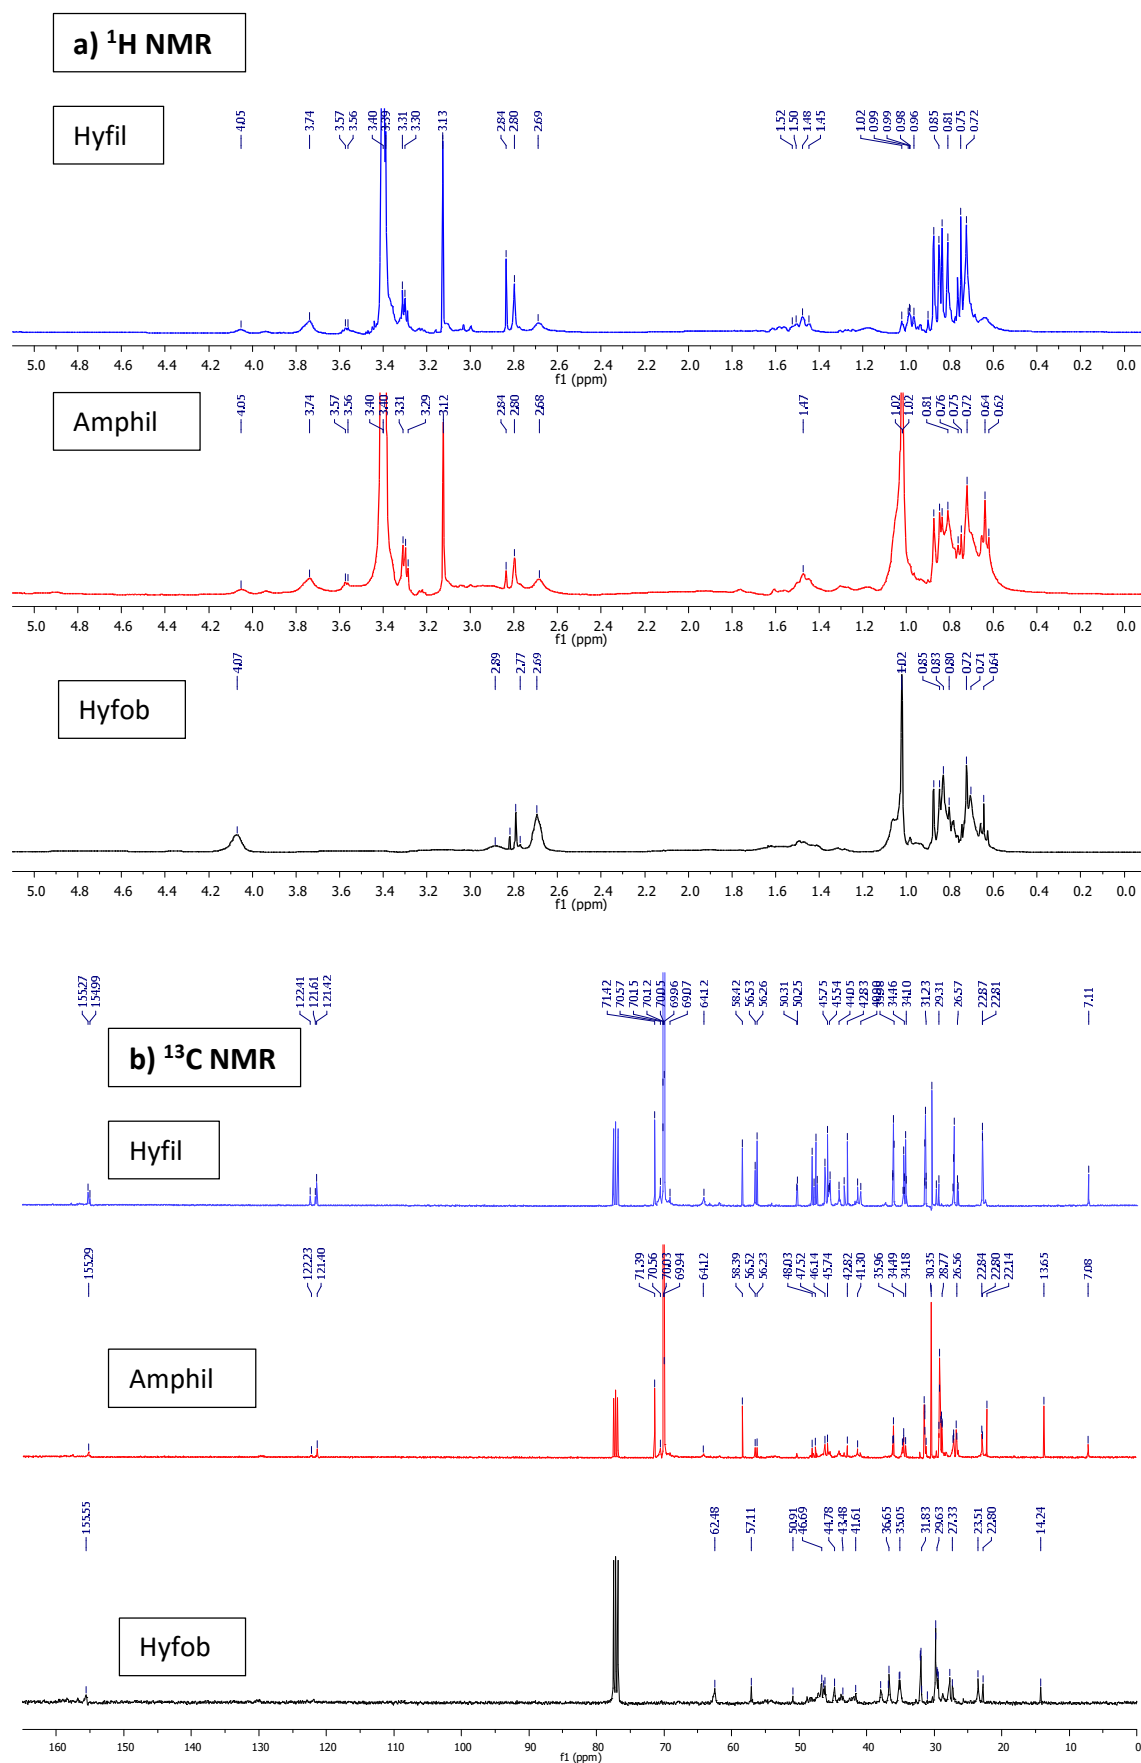 a) ¹H NMR
Hyfil
4.05 3.74 3.57 3.56 3.40 3.39 3.31 3.30 3.13 2.84 2.80 2.69 1.52 1.50 1.48 1.45 1.02 0.99 0.99 0.98 0.96 0.85 0.81 0.75 0.72
5.0 4.8 4.6 4.4 4.2 4.0 3.8 3.6 3.4 3.2 3.0 2.8 2.6 2.4 2.2 2.0 1.8 1.6 1.4 1.2 1.0 0.8 0.6 0.4 0.2 0.0
f1 (ppm)
Amphil
4.05 3.74 3.57 3.56 3.40 3.40 3.31 3.29 3.12 2.84 2.80 2.68 1.47 1.02 1.02 0.81 0.76 0.75 0.72 0.64 0.62
5.0 4.8 4.6 4.4 4.2 4.0 3.8 3.6 3.4 3.2 3.0 2.8 2.6 2.4 2.2 2.0 1.8 1.6 1.4 1.2 1.0 0.8 0.6 0.4 0.2 0.0
f1 (ppm)
Hyfob
4.07 2.89 2.77 2.69 1.02 0.85 0.83 0.80 0.72 0.71 0.64
5.0 4.8 4.6 4.4 4.2 4.0 3.8 3.6 3.4 3.2 3.0 2.8 2.6 2.4 2.2 2.0 1.8 1.6 1.4 1.2 1.0 0.8 0.6 0.4 0.2 0.0
f1 (ppm)
155.27 154.99 122.41 121.61 121.42 71.42 70.57 70.15 70.12 70.05 69.96 69.07 64.12 58.42 56.53 56.26 50.31 50.25 45.75 45.54 44.05 42.83 34.46 34.10 31.23 29.31 26.57 22.87 22.81 7.11
b) ¹³C NMR
Hyfil
155.29 122.23 121.40 71.39 70.56 70.03 69.94 64.12 58.39 56.52 56.23 48.03 47.52 46.14 45.74 42.82 41.30 35.96 34.49 34.18 30.35 28.77 26.56 22.84 22.80 22.14 13.65 7.08
Amphil
155.55 62.48 57.11 50.91 46.69 44.78 43.48 41.61 36.65 35.05 31.83 29.63 27.33 23.51 22.80 14.24
Hyfob
160 150 140 130 120 110 100 90 80 70 60 50 40 30 20 10 0
f1 (ppm)